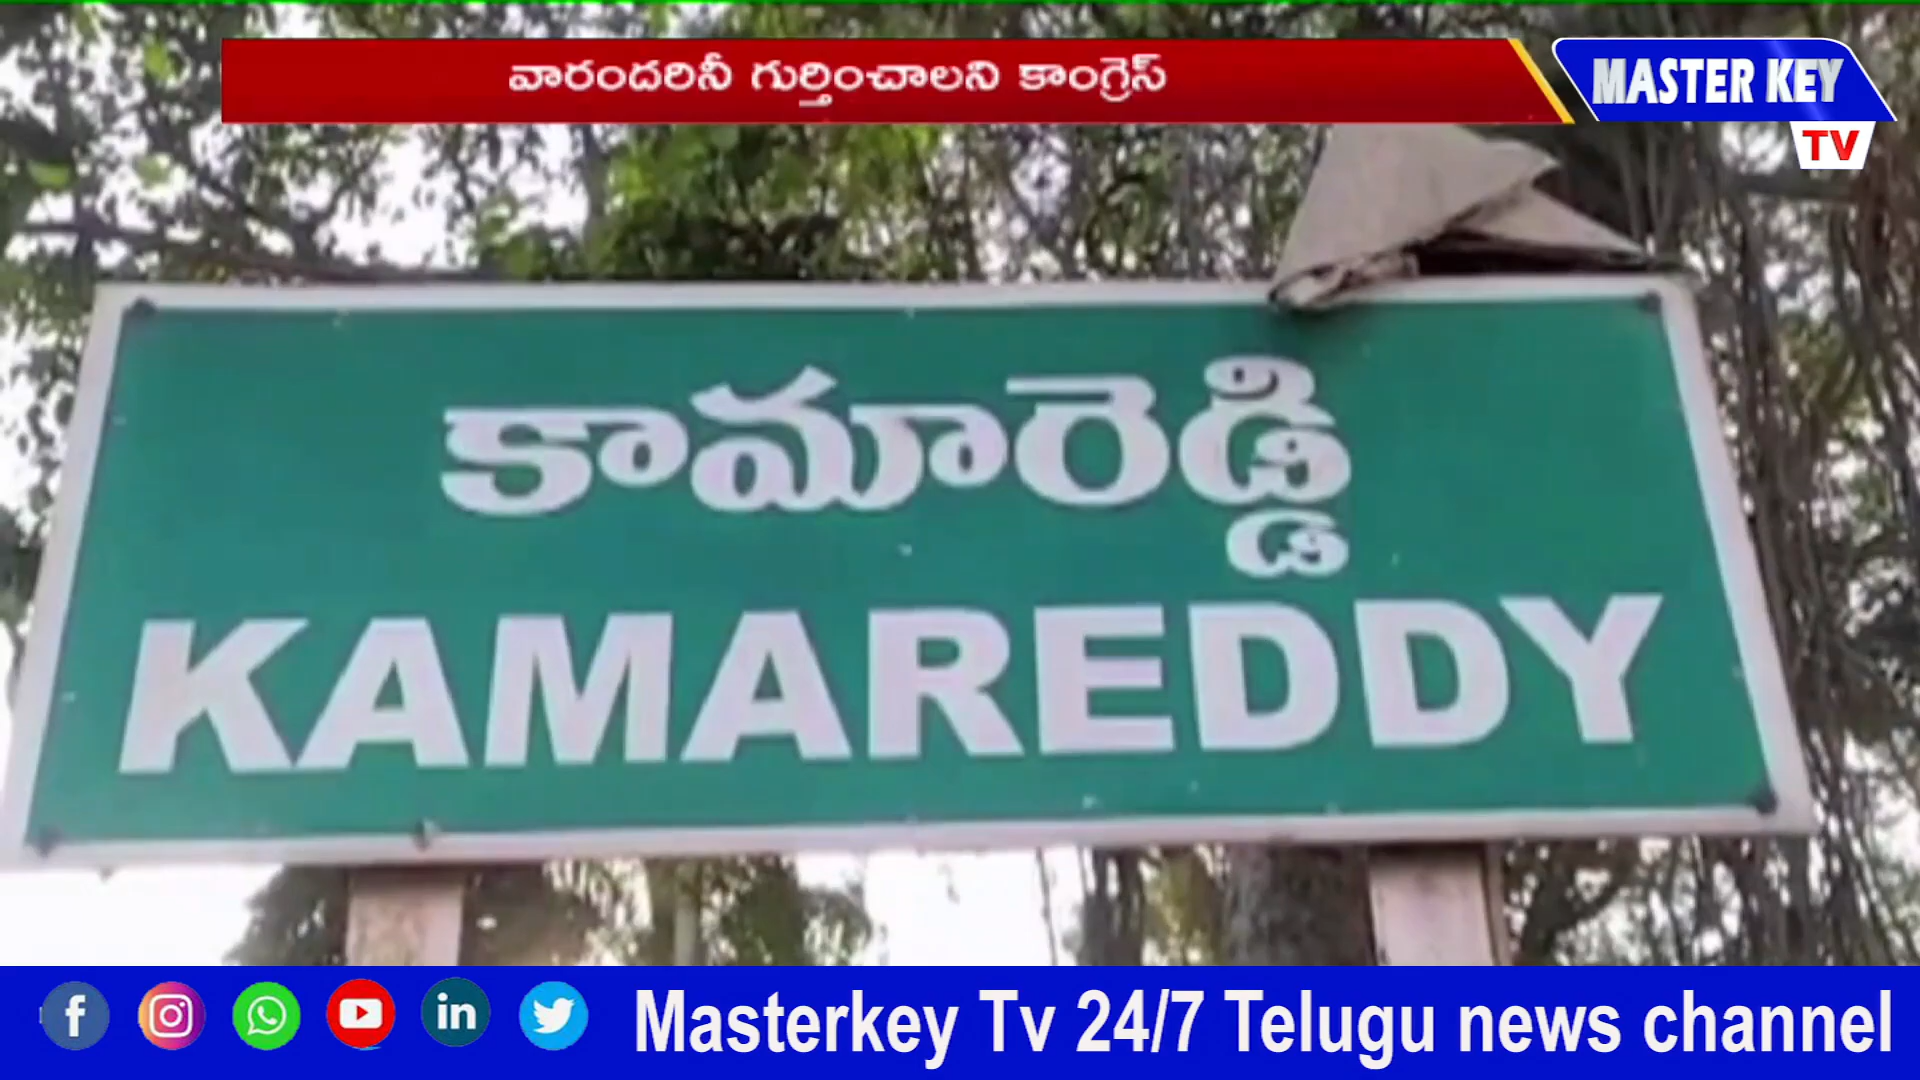 వారందరినీ గుర్తించాలని కాంగ్రెస్
MASTER KEY
TV
కామారెడ్డి
KAMAREDDY
Masterkey Tv 24/7 Telugu news channel